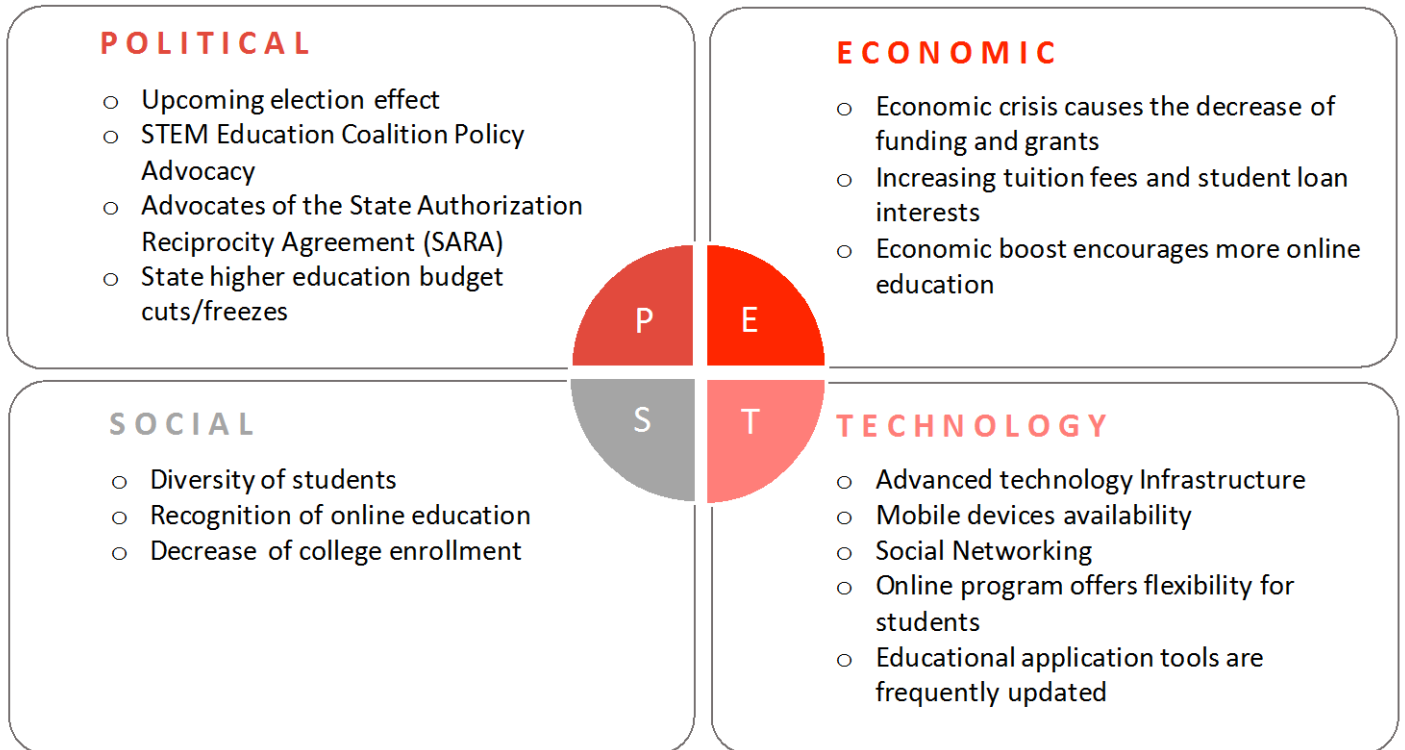 POLITICAL
o Upcoming election effect
o STEM Education Coalition Policy
Advocacy
o Advocates of the State Authorization
Reciprocity Agreement (SARA)
o State higher education budget
cuts/freezes
ECONOMIC
o Economic crisis causes the decrease of
funding and grants
o Increasing tuition fees and student loan
interests
o Economic boost encourages more online
education
P
E
S
T
SOCIAL
o Diversity of students
o Recognition of online education
o Decrease of college enrollment
TECHNOLOGY
o Advanced technology Infrastructure
o Mobile devices availability
o Social Networking
o Online program offers flexibility for
students
o Educational application tools are
frequently updated